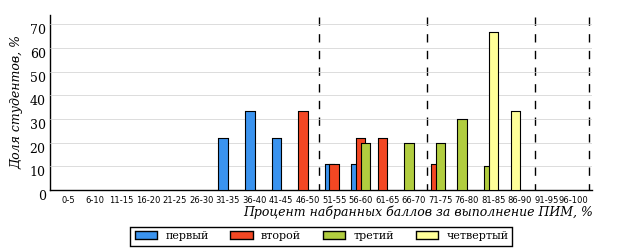 70
60
50
40
30
20
10
0
Доля студентов, %
0-5 6-10 11-15 16-20 21-25 26-30 31-35 36-40 41-45 46-50 51-55 56-60 61-65 66-70 71-75 76-80 81-85 86-90 91-95 96-100
Процент набранных баллов за выполнение ПИМ, %
первый второй третий четвертый